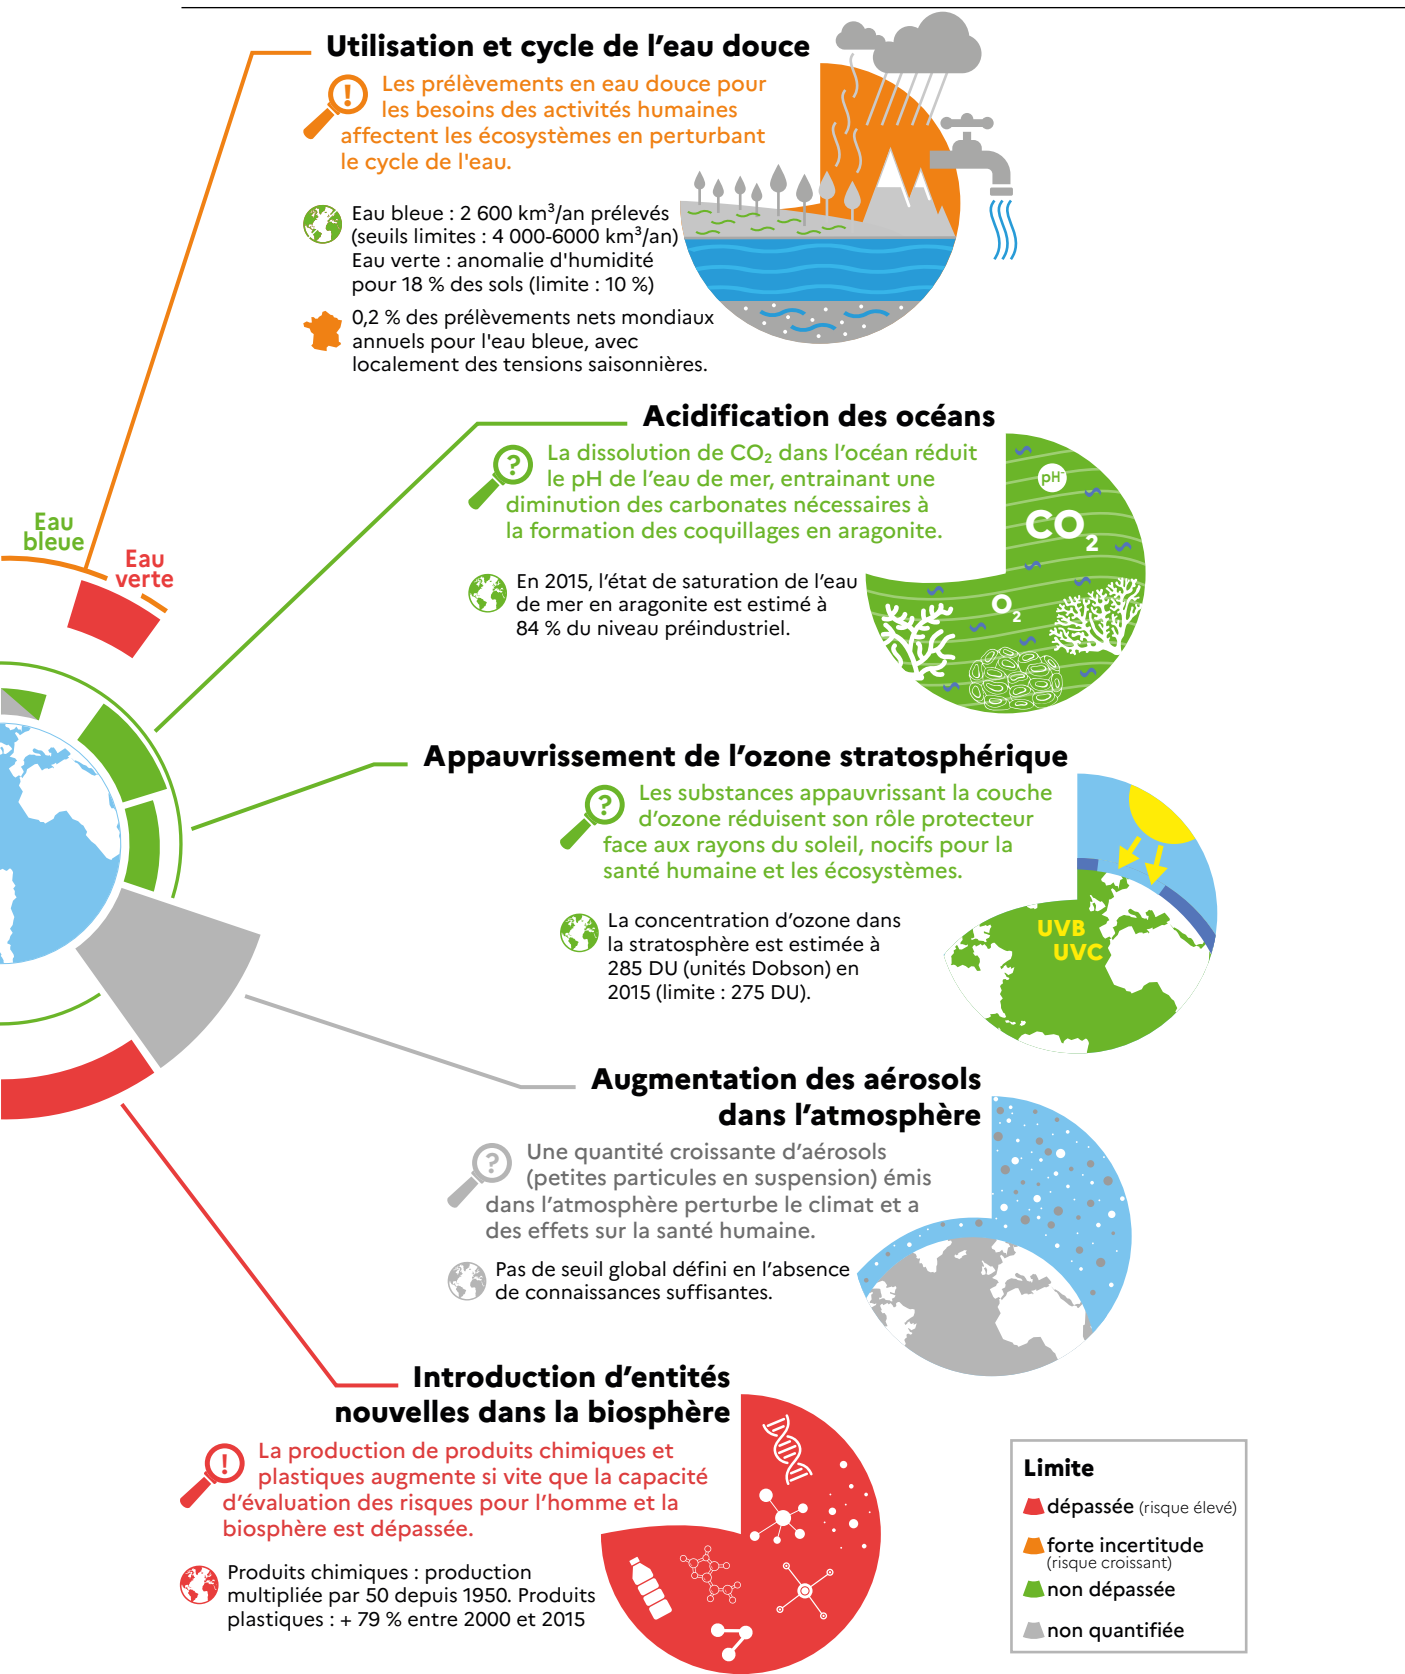 Utilisation et cycle de l’eau douce
Les prélèvements en eau douce pour
les besoins des activités humaines
affectent les écosystèmes en perturbant
le cycle de l'eau.
Eau bleue : 2 600 km³/an prélevés
(seuils limites : 4 000-6000 km³/an)
Eau verte : anomalie d'humidité
pour 18 % des sols (limite : 10 %)
0,2 % des prélèvements nets mondiaux
annuels pour l'eau bleue, avec
localement des tensions saisonnières.
Acidification des océans
La dissolution de CO₂ dans l’océan réduit
le pH de l’eau de mer, entrainant une
diminution des carbonates nécessaires à
la formation des coquillages en aragonite.
En 2015, l’état de saturation de l’eau
de mer en aragonite est estimé à
84 % du niveau préindustriel.
pH⁻
CO₂
O₂
Eau
bleue
Eau
verte
Appauvrissement de l’ozone stratosphérique
Les substances appauvrissant la couche
d’ozone réduisent son rôle protecteur
face aux rayons du soleil, nocifs pour la
santé humaine et les écosystèmes.
La concentration d’ozone dans
la stratosphère est estimée à
285 DU (unités Dobson) en
2015 (limite : 275 DU).
UVB
UVC
Augmentation des aérosols
dans l’atmosphère
Une quantité croissante d’aérosols
(petites particules en suspension) émis
dans l’atmosphère perturbe le climat et a
des effets sur la santé humaine.
Pas de seuil global défini en l’absence
de connaissances suffisantes.
Introduction d’entités
nouvelles dans la biosphère
La production de produits chimiques et
plastiques augmente si vite que la capacité
d’évaluation des risques pour l’homme et la
biosphère est dépassée.
Produits chimiques : production
multipliée par 50 depuis 1950. Produits
plastiques : + 79 % entre 2000 et 2015
Limite
dépassée (risque élevé)
forte incertitude
(risque croissant)
non dépassée
non quantifiée